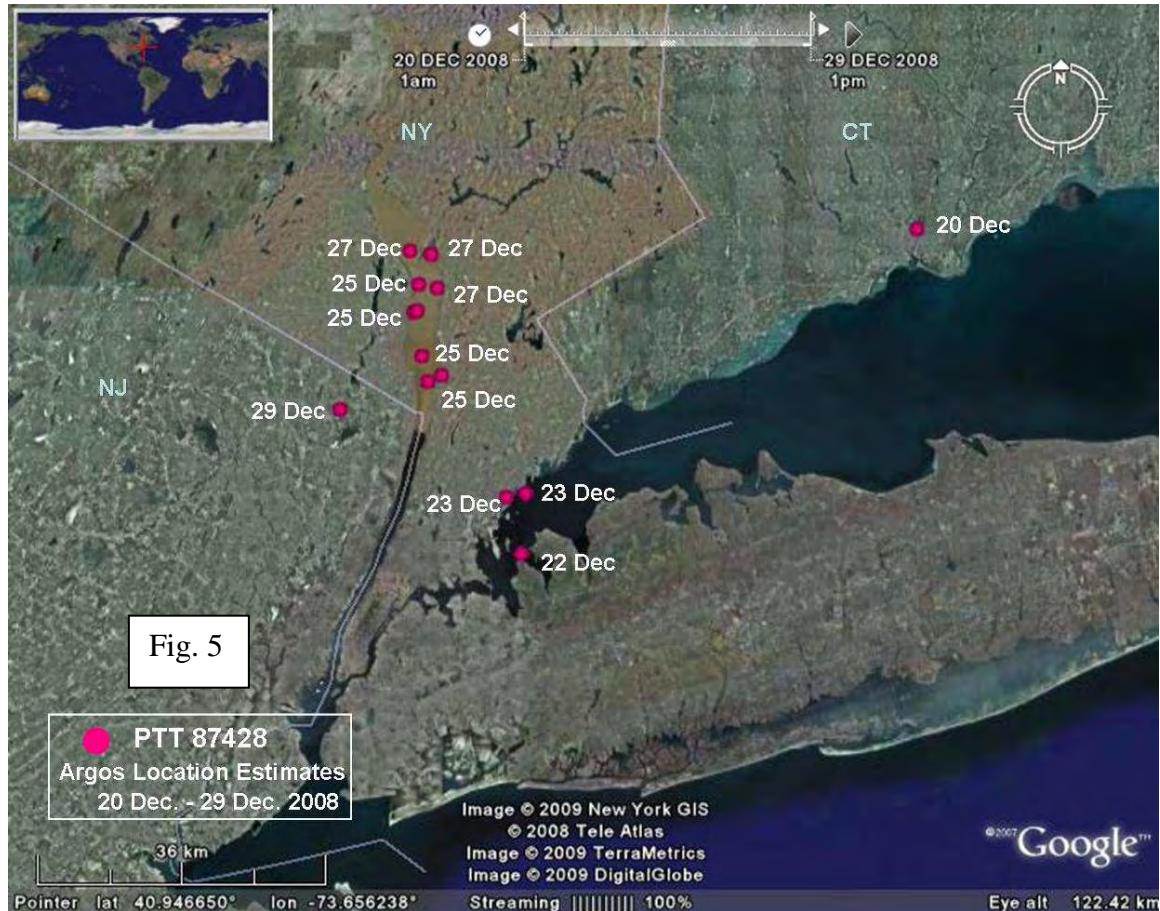 20 DEC 2008
1am
29 DEC 2008
1pm
N
NY
CT
20 Dec
27 Dec
27 Dec
25 Dec
27 Dec
25 Dec
25 Dec
25 Dec
NJ
29 Dec
23 Dec
23 Dec
22 Dec
Fig. 5
PTT 87428
Argos Location Estimates
20 Dec. - 29 Dec. 2008
36 km
Image © 2009 New York GIS
© 2008 Tele Atlas
Image © 2009 TerraMetrics
Image © 2009 DigitalGlobe
©2007 Google™
Pointer lat 40.946650° lon -73.656238° Streaming |||||||||| 100% Eye alt 122.42 km